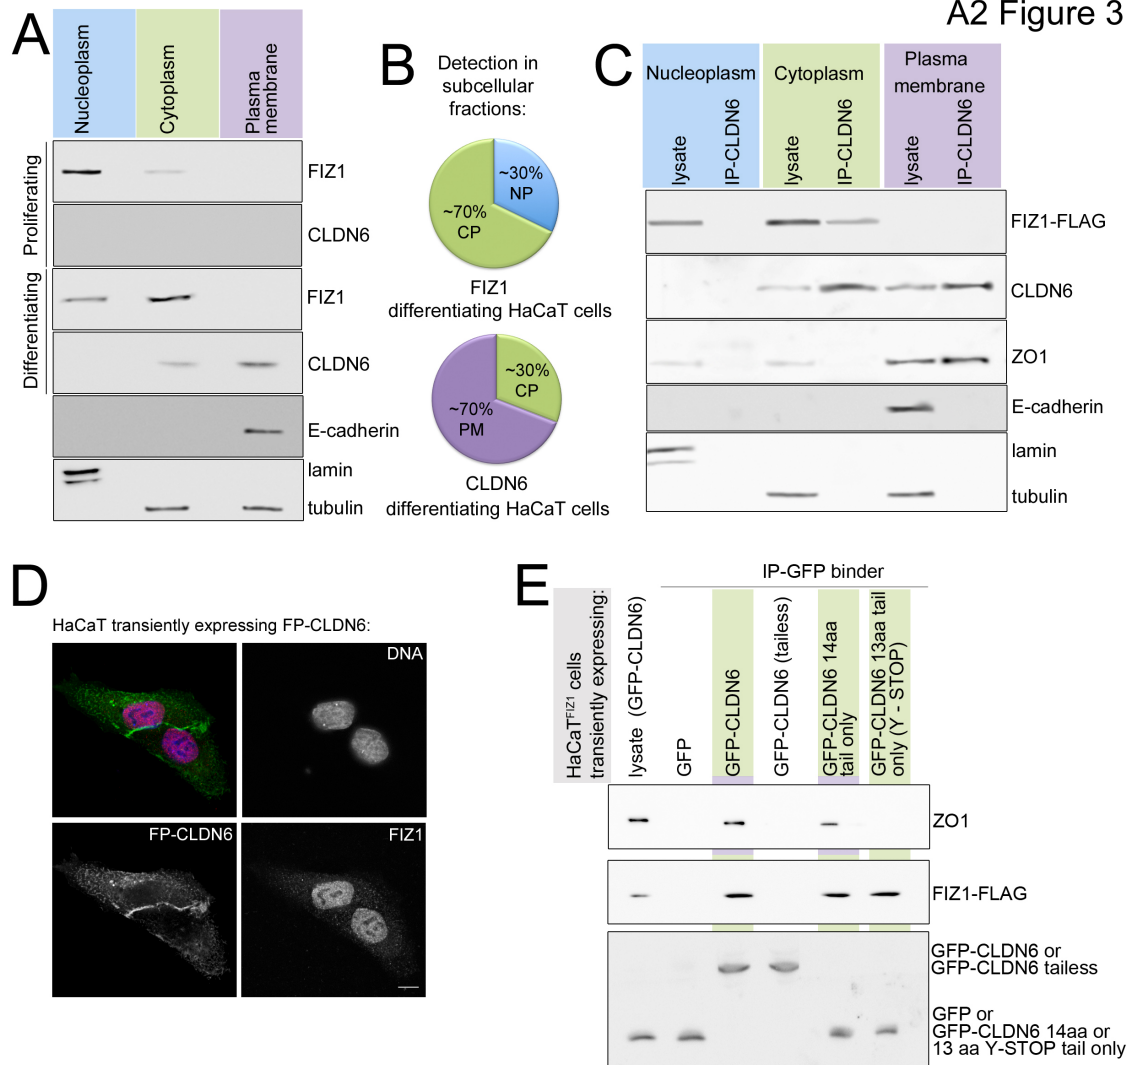 A2 Figure 3
A
Nucleoplasm
Cytoplasm
Plasma
membrane
Proliferating
FIZ1
CLDN6
Differentiating
FIZ1
CLDN6
E-cadherin
lamin
tubulin
B
Detection in
subcellular
fractions:
~30%
NP
~70%
CP
FIZ1
differentiating HaCaT cells
~30%
CP
~70%
PM
CLDN6
differentiating HaCaT cells
C
Nucleoplasm
Cytoplasm
Plasma
membrane
lysate
IP-CLDN6
lysate
IP-CLDN6
lysate
IP-CLDN6
FIZ1-FLAG
CLDN6
ZO1
E-cadherin
lamin
tubulin
D
HaCaT transiently expressing FP-CLDN6:
DNA
FP-CLDN6
FIZ1
E
IP-GFP binder
HaCaTFIZ1 cells
transiently expressing:
lysate (GFP-CLDN6)
GFP
GFP-CLDN6
GFP-CLDN6 (tailess)
GFP-CLDN6 14aa
tail only
GFP-CLDN6 13aa tail
only (Y - STOP)
ZO1
FIZ1-FLAG
GFP-CLDN6 or
GFP-CLDN6 tailess
GFP or
GFP-CLDN6 14aa or
13 aa Y-STOP tail only